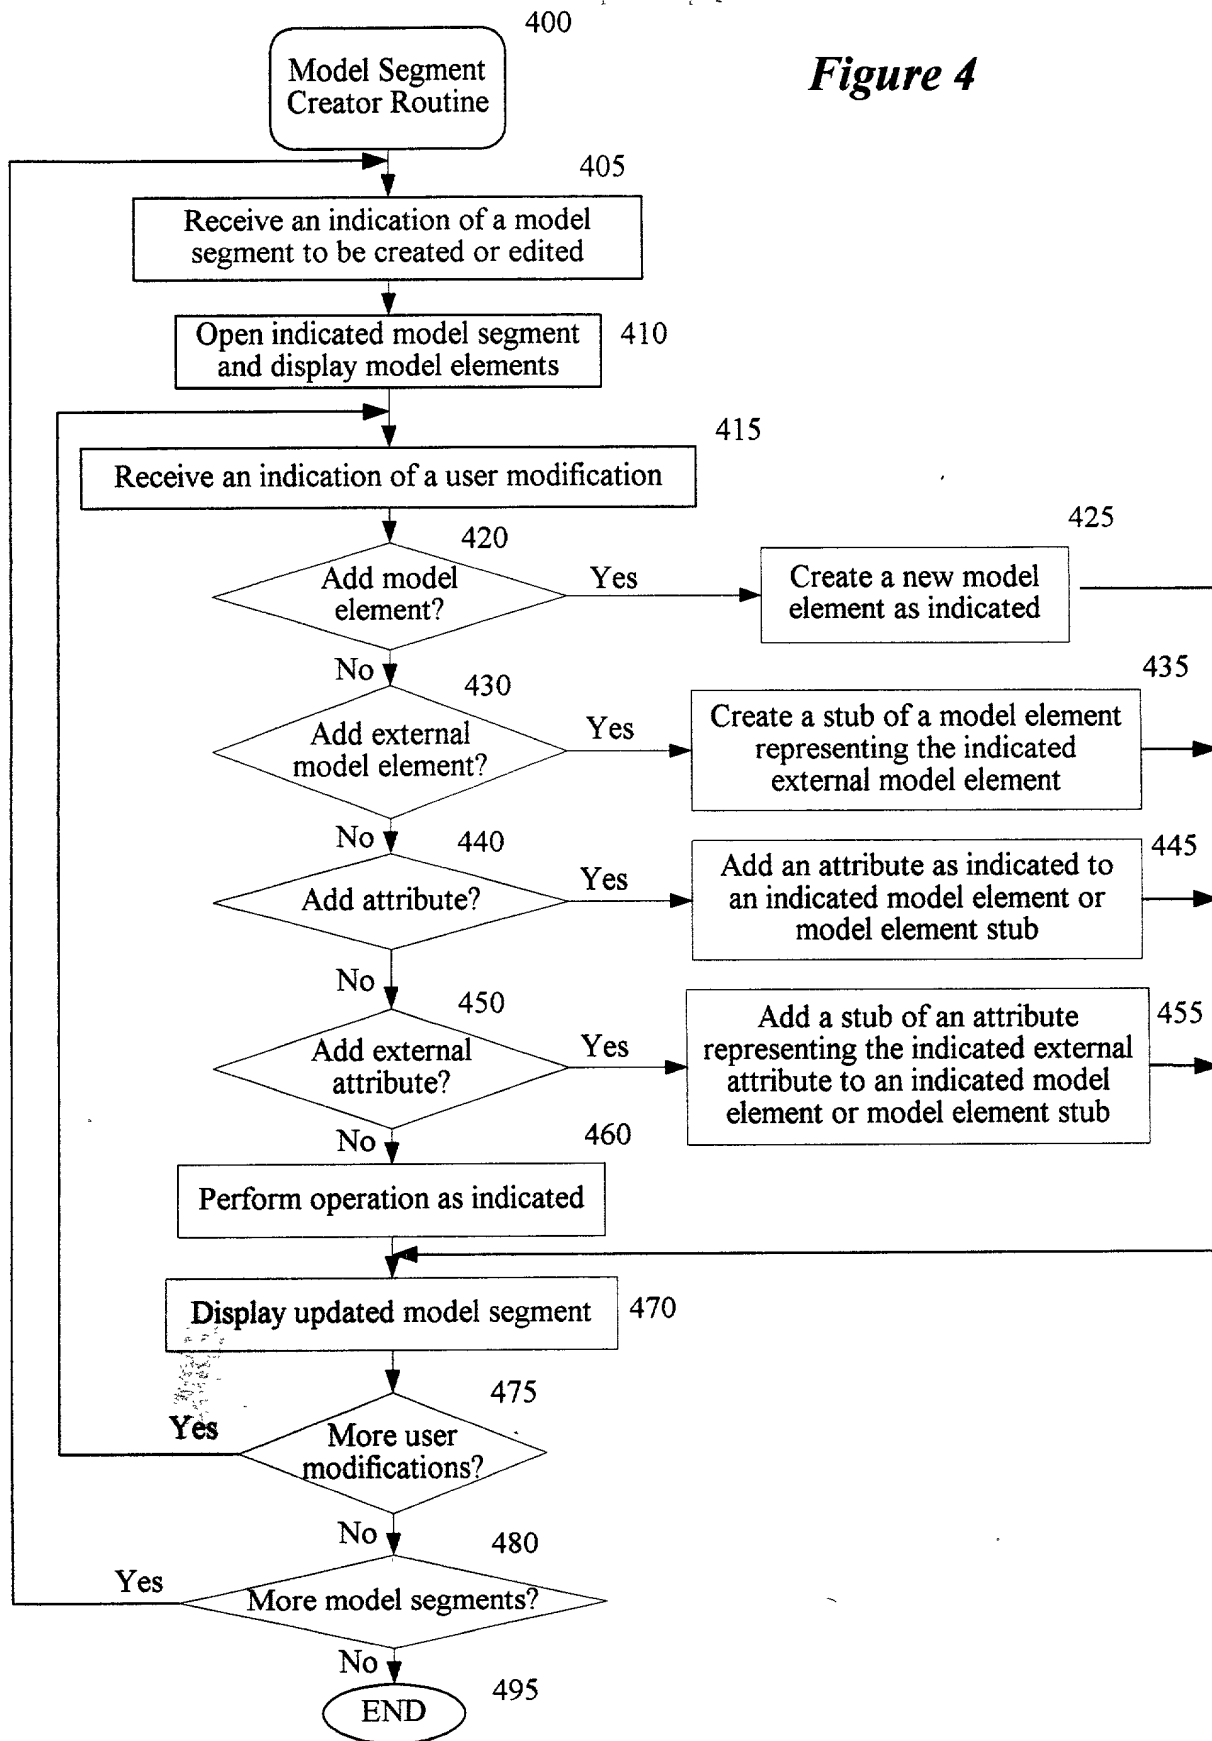 400
Figure 4
Model Segment
Creator Routine
405
Receive an indication of a model
segment to be created or edited
Open indicated model segment
and display model elements
410
415
Receive an indication of a user modification
420
425
Add model
element?
Yes
Create a new model
element as indicated
No
430
435
Add external
model element?
Yes
Create a stub of a model element
representing the indicated
external model element
No
440
445
Add attribute?
Yes
Add an attribute as indicated to
an indicated model element or
model element stub
No
450
455
Add external
attribute?
Yes
Add a stub of an attribute
representing the indicated external
attribute to an indicated model
element or model element stub
No
460
Perform operation as indicated
Display updated model segment
470
475
Yes
More user
modifications?
No
480
Yes
More model segments?
No
495
END